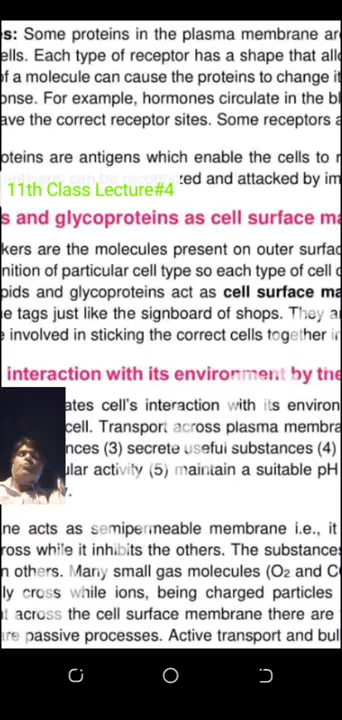 s: Some proteins in the plasma membrane are
ells. Each type of receptor has a shape that all
of a molecule can cause the proteins to change it
onse. For example, hormones circulate in the bl
ave the correct receptor sites. Some receptors a
oteins are antigens which enable the cells to r
zed and attacked by im
11th Class Lecture#4
s and glycoproteins as cell surface ma
kers are the molecules present on outer surfac
nition of particular cell type so each type of cell c
pids and glycoproteins act as cell surface ma
e tags just like the signboard of shops. They a
e involved in sticking the correct cells together in
interaction with its environment by the
ates cell's interaction with its environ
cell. Transport across plasma membra
nces (3) secrete useful substances (4)
ular activity (5) maintain a suitable pH
ne acts as semipermeable membrane i.e., it
ross while it inhibits the others. The substances
n others. Many small gas molecules (O₂ and C
ly cross while ions, being charged particles
t across the cell surface membrane there are
are passive processes. Active transport and bul